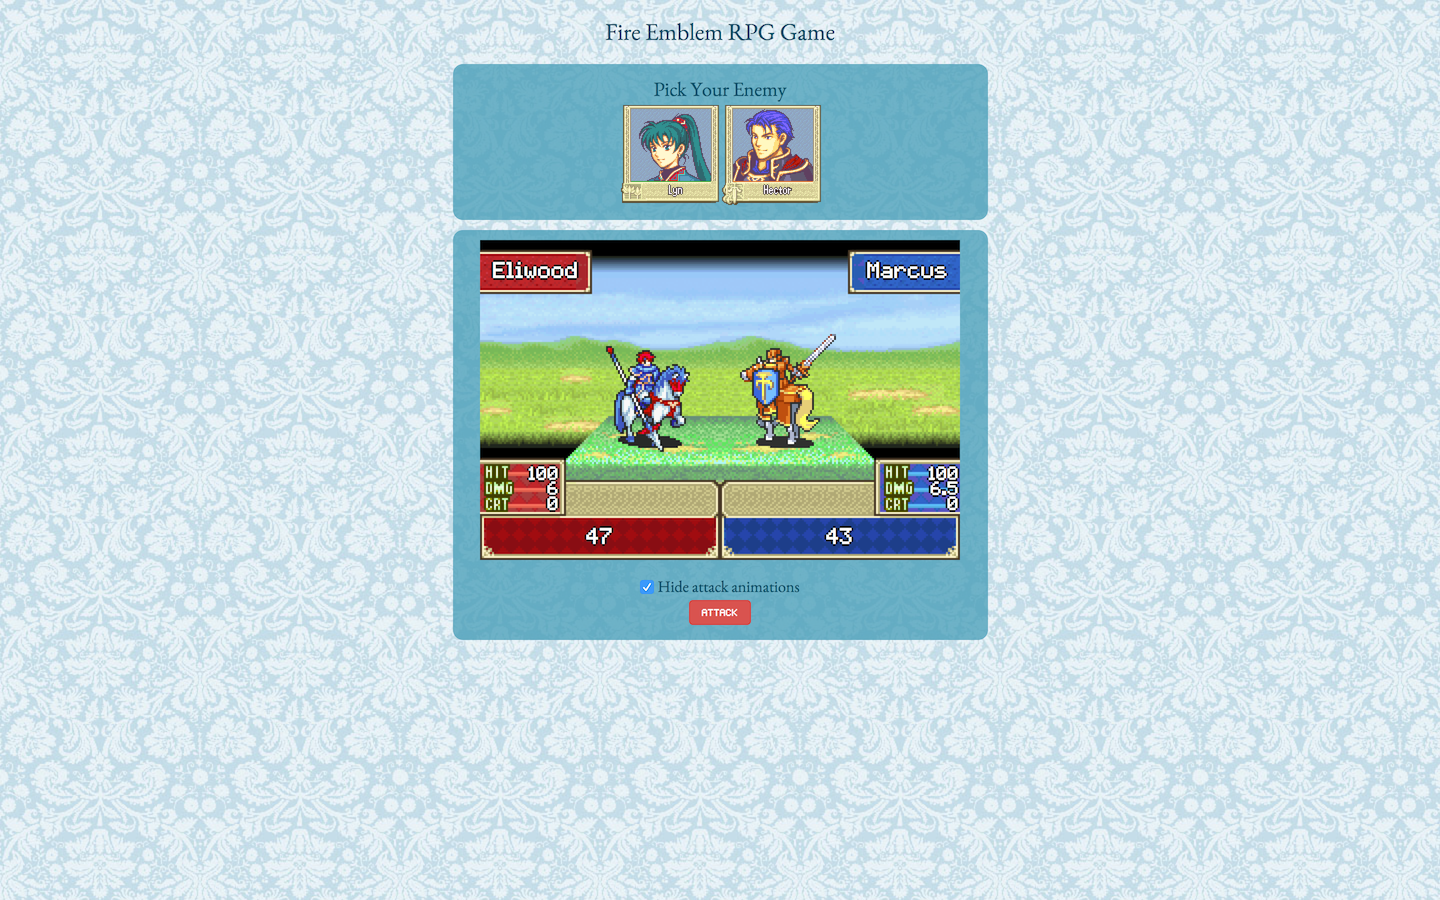 Fire Emblem RPG Game
Pick Your Enemy
Lyn
Hector
Eliwood
Marcus
HIT 100
DMG 6
CRT 0
HIT 100
DMG 6.5
CRT 0
47
43
Hide attack animations
ATTACK